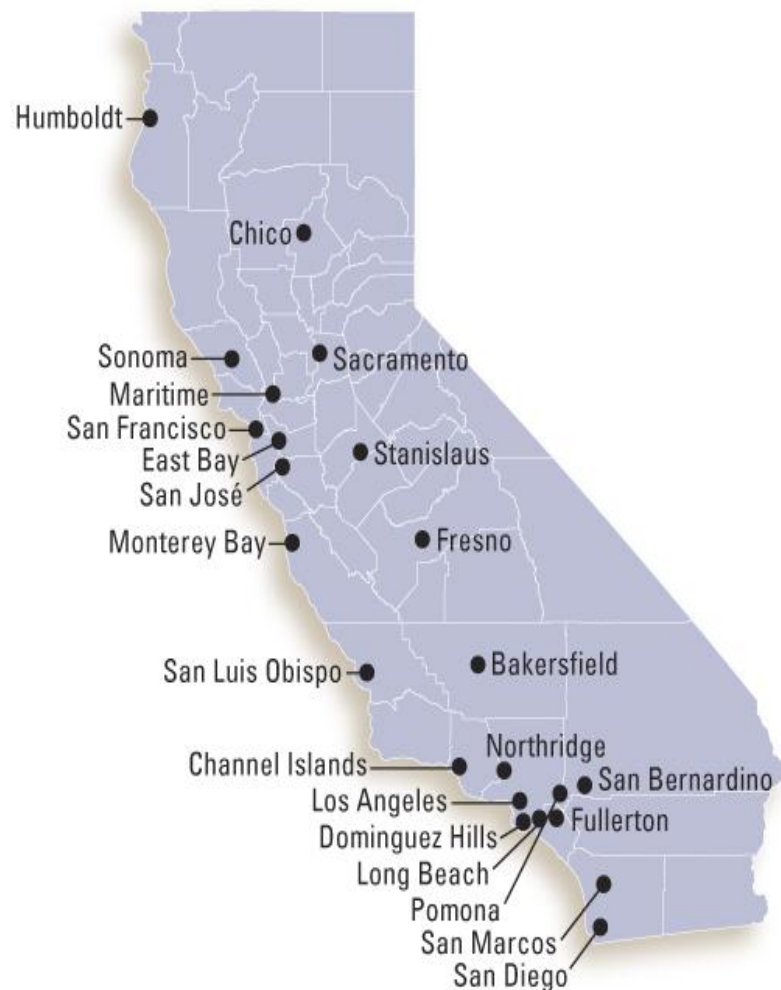 Humboldt
Chico
Sonoma
Sacramento
Maritime
San Francisco
East Bay
Stanislaus
San José
Monterey Bay
Fresno
San Luis Obispo
Bakersfield
Channel Islands
Northridge
San Bernardino
Los Angeles
Fullerton
Dominguez Hills
Long Beach
Pomona
San Marcos
San Diego